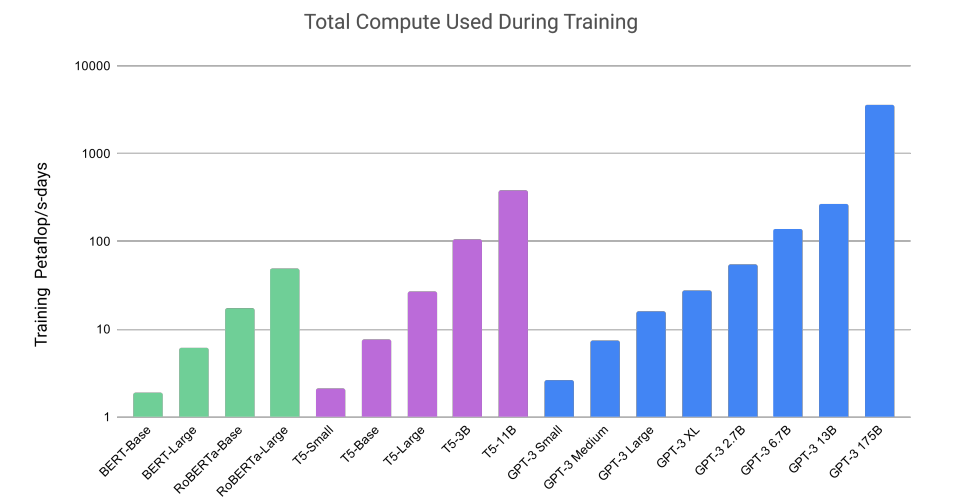 Total Compute Used During Training
Training Petaflop/s-days
10000
1000
100
10
1
BERT-Base
BERT-Large
RoBERTa-Base
RoBERTa-Large
T5-Small
T5-Base
T5-Large
T5-3B
T5-11B
GPT-3 Small
GPT-3 Medium
GPT-3 Large
GPT-3 XL
GPT-3 2.7B
GPT-3 6.7B
GPT-3 13B
GPT-3 175B